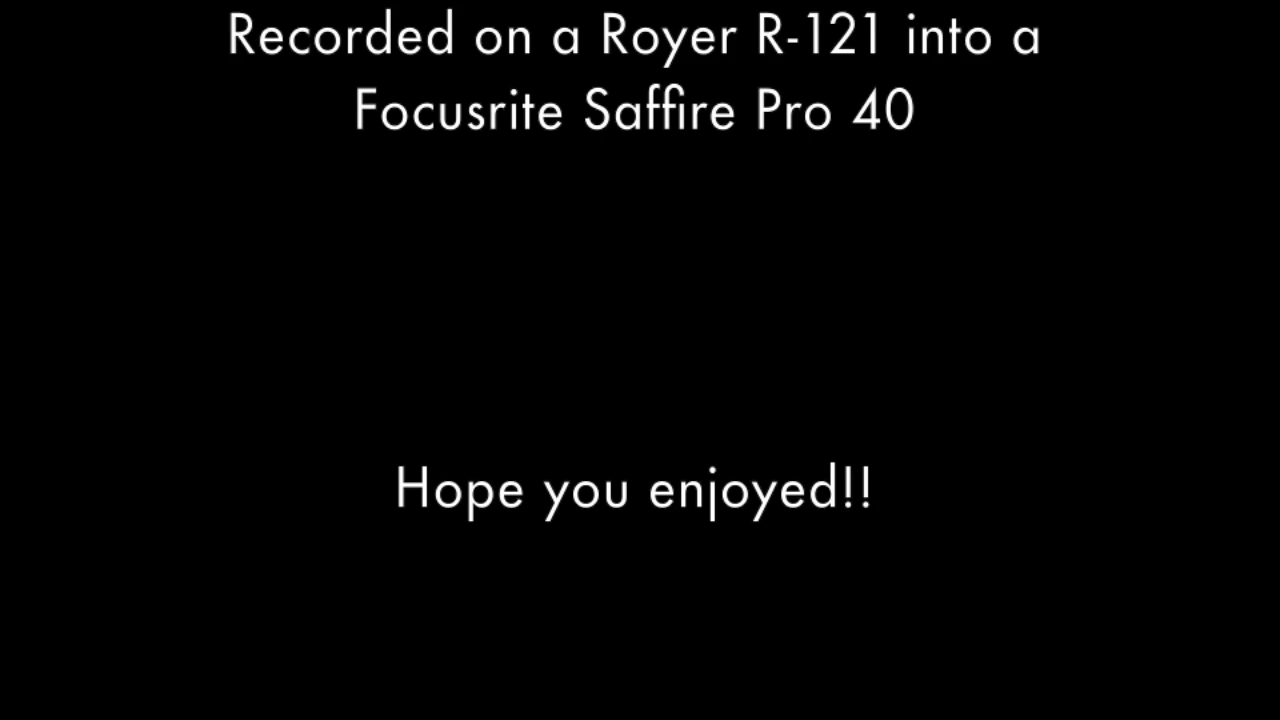 Recorded on a Royer R-121 into a
Focusrite Saffire Pro 40
Hope you enjoyed!!